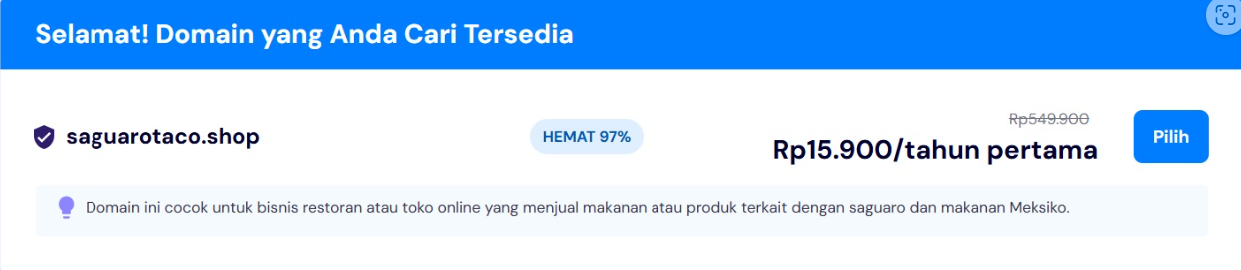 Selamat! Domain yang Anda Cari Tersedia
saguarotaco.shop
HEMAT 97%
Rp549.900
Rp15.900/tahun pertama
Pilih
Domain ini cocok untuk bisnis restoran atau toko online yang menjual makanan atau produk terkait dengan saguaro dan makanan Meksiko.